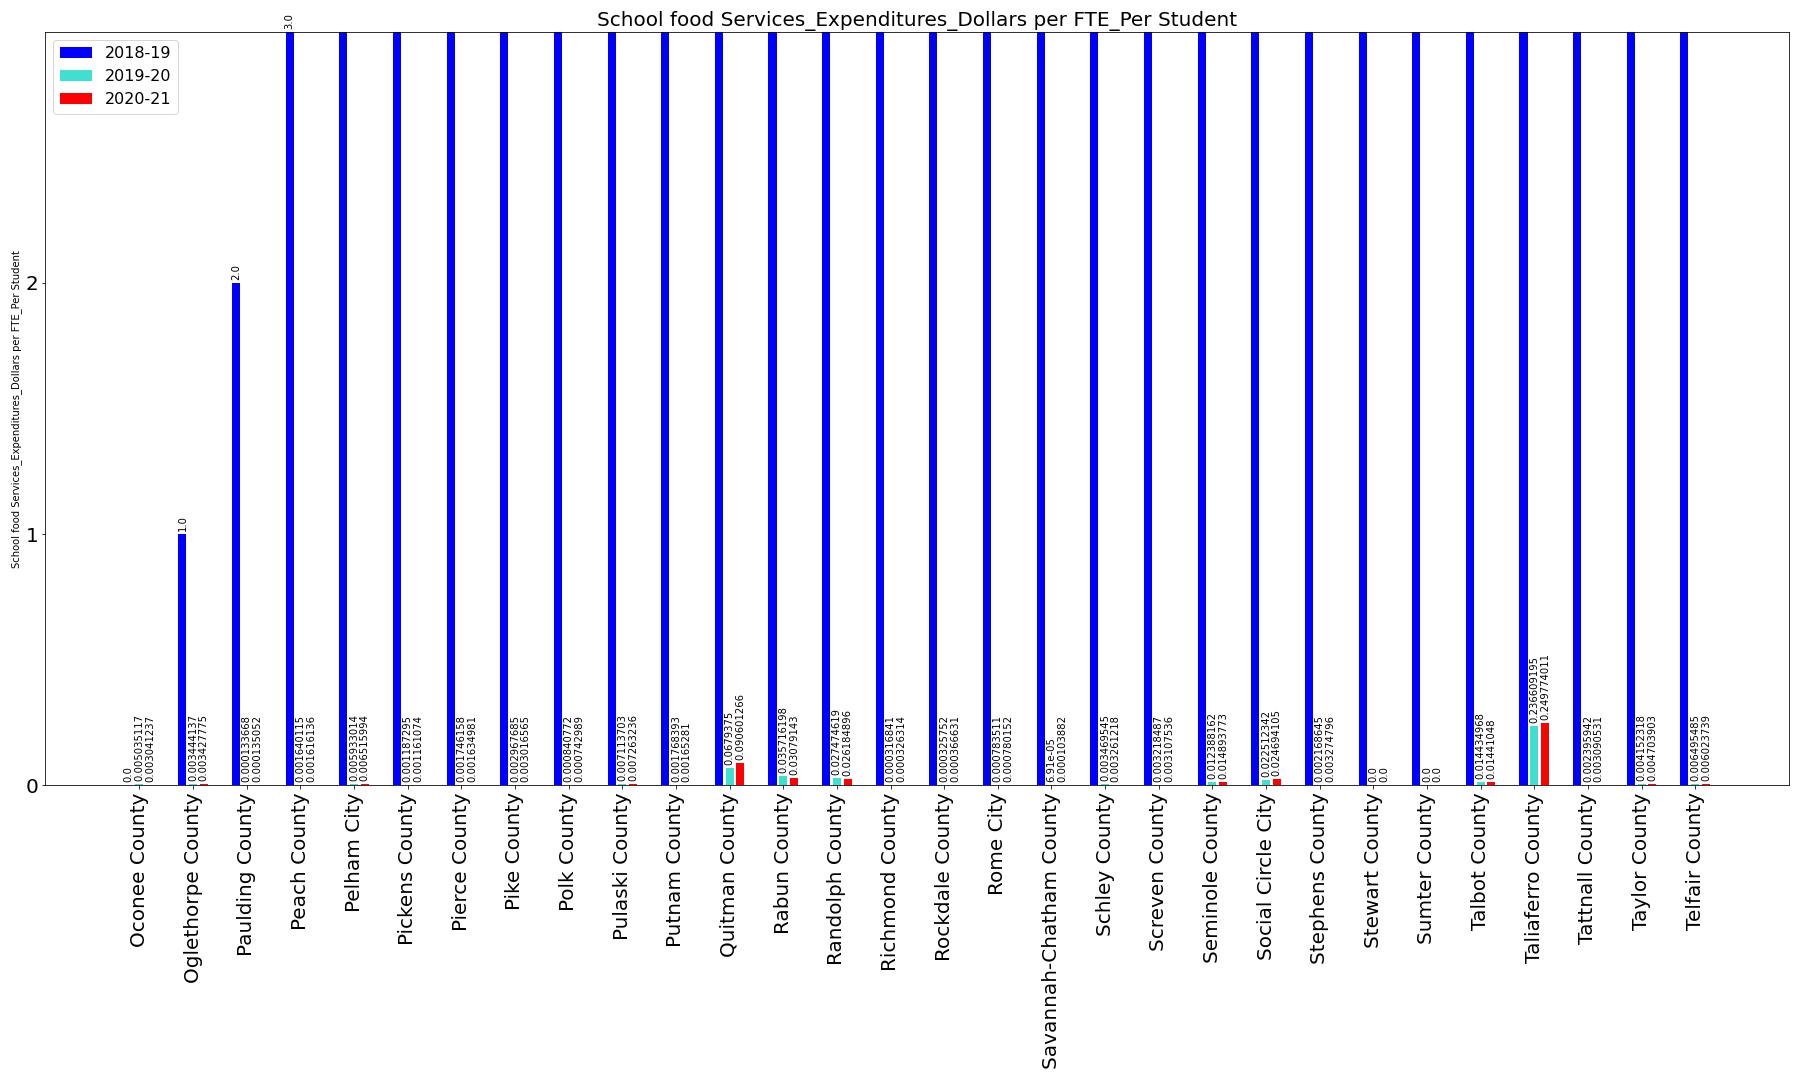 School food Services_Expenditures_Dollars per FTE_Per Student
2018-19
2019-20
2020-21
School food Services_Expenditures_Dollars per FTE_Per Student
2
1
0
0.0
0.005035117
0.003041237
1.0
0.003444137
0.003427775
2.0
0.000133668
0.000135052
3.0
0.001640115
0.001616136
0.005933014
0.006515994
0.001187295
0.001161074
0.001746158
0.001634981
0.002967685
0.003016565
0.000840772
0.000742989
0.007113703
0.007263236
0.001768393
0.00165281
0.06779375
0.090601266
0.035716198
0.03079143
0.027474619
0.026184896
0.000316841
0.000326314
0.000325752
0.000366631
0.000783511
0.000780152
6.91e-05
0.000103882
0.003469545
0.003261218
0.003218487
0.003107536
0.012388162
0.014893773
0.022512342
0.024694105
0.002168645
0.003274796
0.0
0.0
0.0
0.0
0.014434968
0.01441048
0.236609195
0.249774011
0.002395942
0.003090531
0.004152318
0.004703903
0.006495485
0.006023739
Oconee County
Oglethorpe County
Paulding County
Peach County
Pelham City
Pickens County
Pierce County
Pike County
Polk County
Pulaski County
Putnam County
Quitman County
Rabun County
Randolph County
Richmond County
Rockdale County
Rome City
Savannah-Chatham County
Schley County
Screven County
Seminole County
Social Circle City
Stephens County
Stewart County
Sumter County
Talbot County
Taliaferro County
Tattnall County
Taylor County
Telfair County